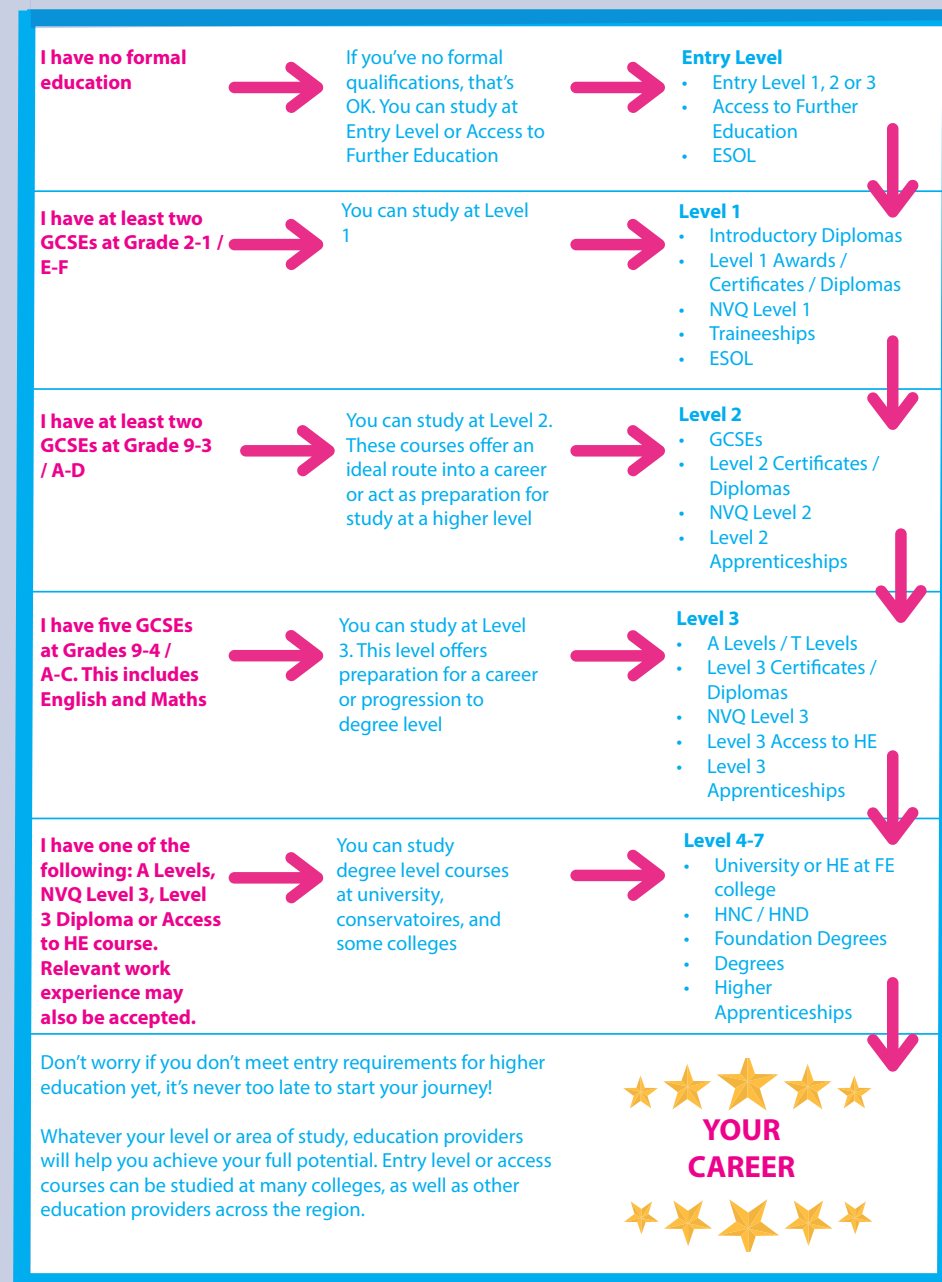 I have no formal
education
If you've no formal
qualifications, that's
OK. You can study at
Entry Level or Access to
Further Education
Entry Level
• Entry Level 1, 2 or 3
• Access to Further
Education
• ESOL
I have at least two
GCSEs at Grade 2-1 /
E-F
You can study at Level
1
Level 1
• Introductory Diplomas
• Level 1 Awards /
Certificates / Diplomas
• NVQ Level 1
• Traineeships
• ESOL
I have at least two
GCSEs at Grade 9-3
/ A-D
You can study at Level 2.
These courses offer an
ideal route into a career
or act as preparation for
study at a higher level
Level 2
• GCSEs
• Level 2 Certificates /
Diplomas
• NVQ Level 2
• Level 2
Apprenticeships
I have five GCSEs
at Grades 9-4 /
A-C. This includes
English and Maths
You can study at Level
3. This level offers
preparation for a career
or progression to
degree level
Level 3
• A Levels / T Levels
• Level 3 Certificates /
Diplomas
• NVQ Level 3
• Level 3 Access to HE
• Level 3
Apprenticeships
I have one of the
following: A Levels,
NVQ Level 3, Level
3 Diploma or Access
to HE course.
Relevant work
experience may
also be accepted.
You can study
degree level courses
at university,
conservatoires, and
some colleges
Level 4-7
• University or HE at FE
college
• HNC / HND
• Foundation Degrees
• Degrees
• Higher
Apprenticeships
Don't worry if you don't meet entry requirements for higher
education yet, it's never too late to start your journey!
Whatever your level or area of study, education providers
will help you achieve your full potential. Entry level or access
courses can be studied at many colleges, as well as other
education providers across the region.
YOUR
CAREER